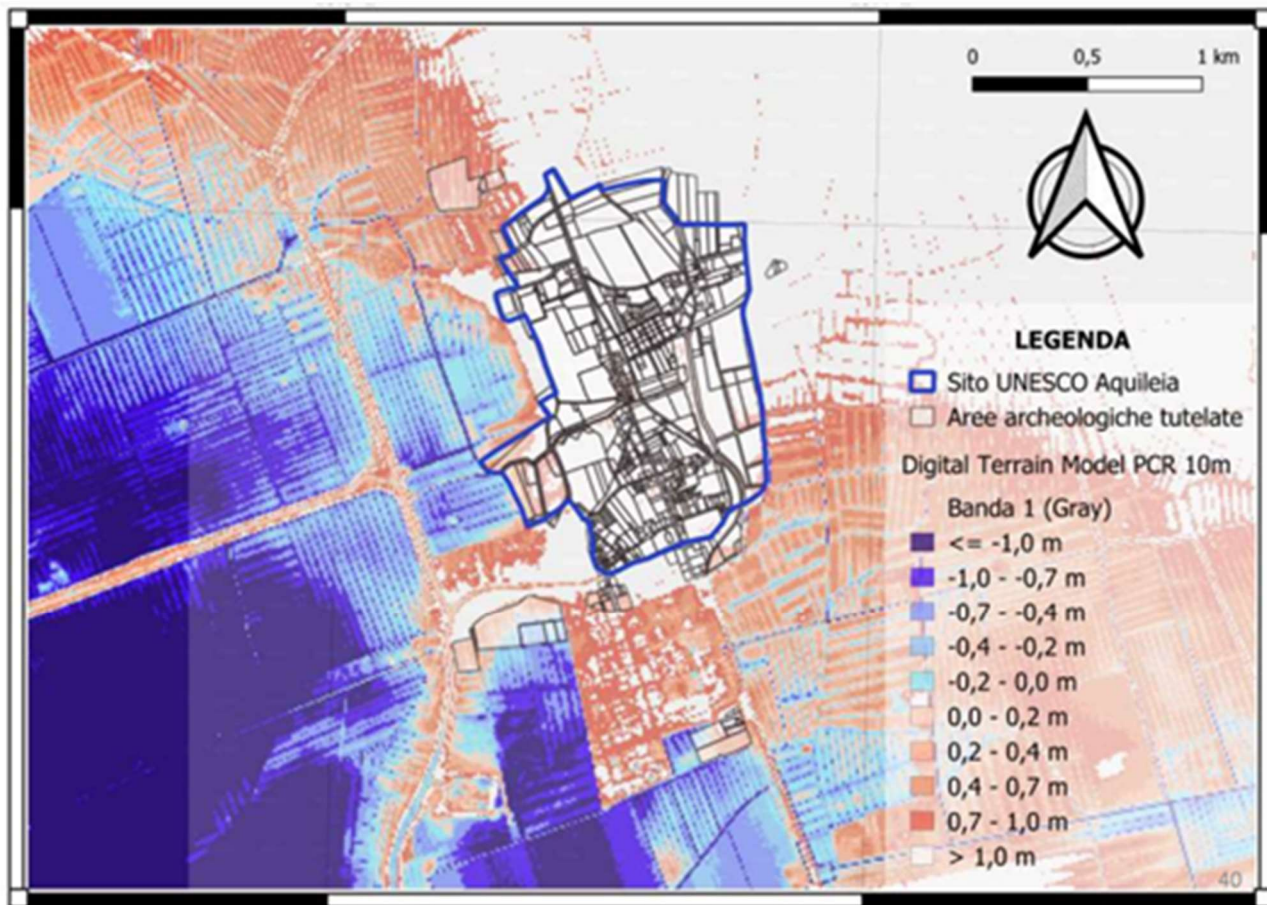 0 0,5 1 km
LEGENDA
Sito UNESCO Aquileia
Aree archeologiche tutelate
Digital Terrain Model PCR 10m
Banda 1 (Gray)
<= -1,0 m
-1,0 - -0,7 m
-0,7 - -0,4 m
-0,4 - -0,2 m
-0,2 - 0,0 m
0,0 - 0,2 m
0,2 - 0,4 m
0,4 - 0,7 m
0,7 - 1,0 m
> 1,0 m
40